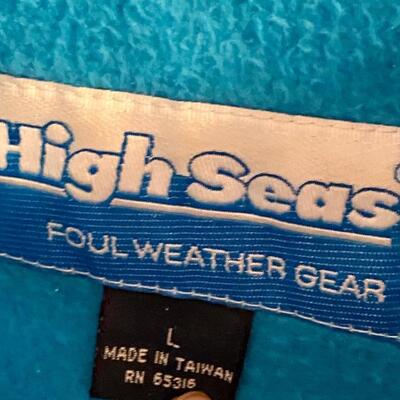 High Seas
FOUL WEATHER GEAR
L
MADE IN TAIWAN
RN 65316